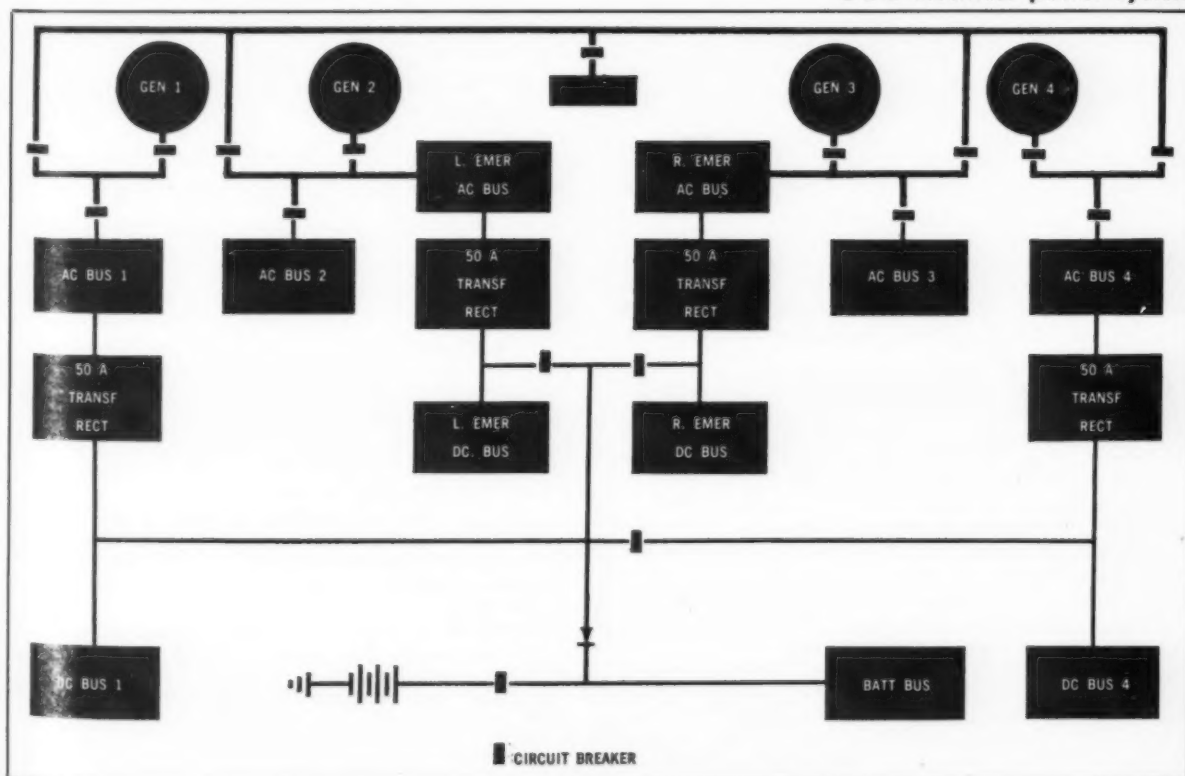 GEN 1
GEN 2
GEN 3
GEN 4
L. EMER
AC BUS
R. EMER
AC BUS
AC BUS 1
AC BUS 2
50 A
TRANSF
RECT
50 A
TRANSF
RECT
AC BUS 3
AC BUS 4
50 A
TRANSF
RECT
L. EMER
DC. BUS
R. EMER
DC BUS
50 A
TRANSF
RECT
DC BUS 1
BATT BUS
DC BUS 4
CIRCUIT BREAKER